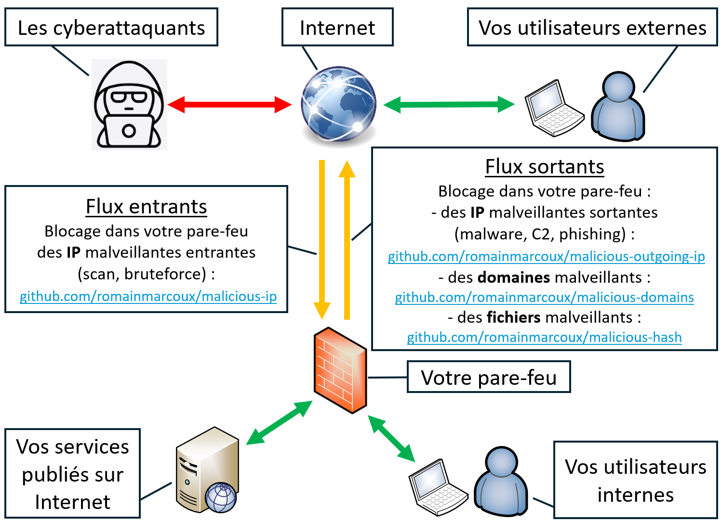 Les cyberattaquants
Internet
Vos utilisateurs externes
Flux entrants
Blocage dans votre pare-feu
des IP malveillantes entrantes
(scan, bruteforce) :
github.com/romainmarcoux/malicious-ip
Flux sortants
Blocage dans votre pare-feu :
- des IP malveillantes sortantes
(malware, C2, phishing) :
github.com/romainmarcoux/malicious-outgoing-ip
- des domaines malveillants :
github.com/romainmarcoux/malicious-domains
- des fichiers malveillants :
github.com/romainmarcoux/malicious-hash
Votre pare-feu
Vos services
publiés sur
Internet
Vos utilisateurs
internes